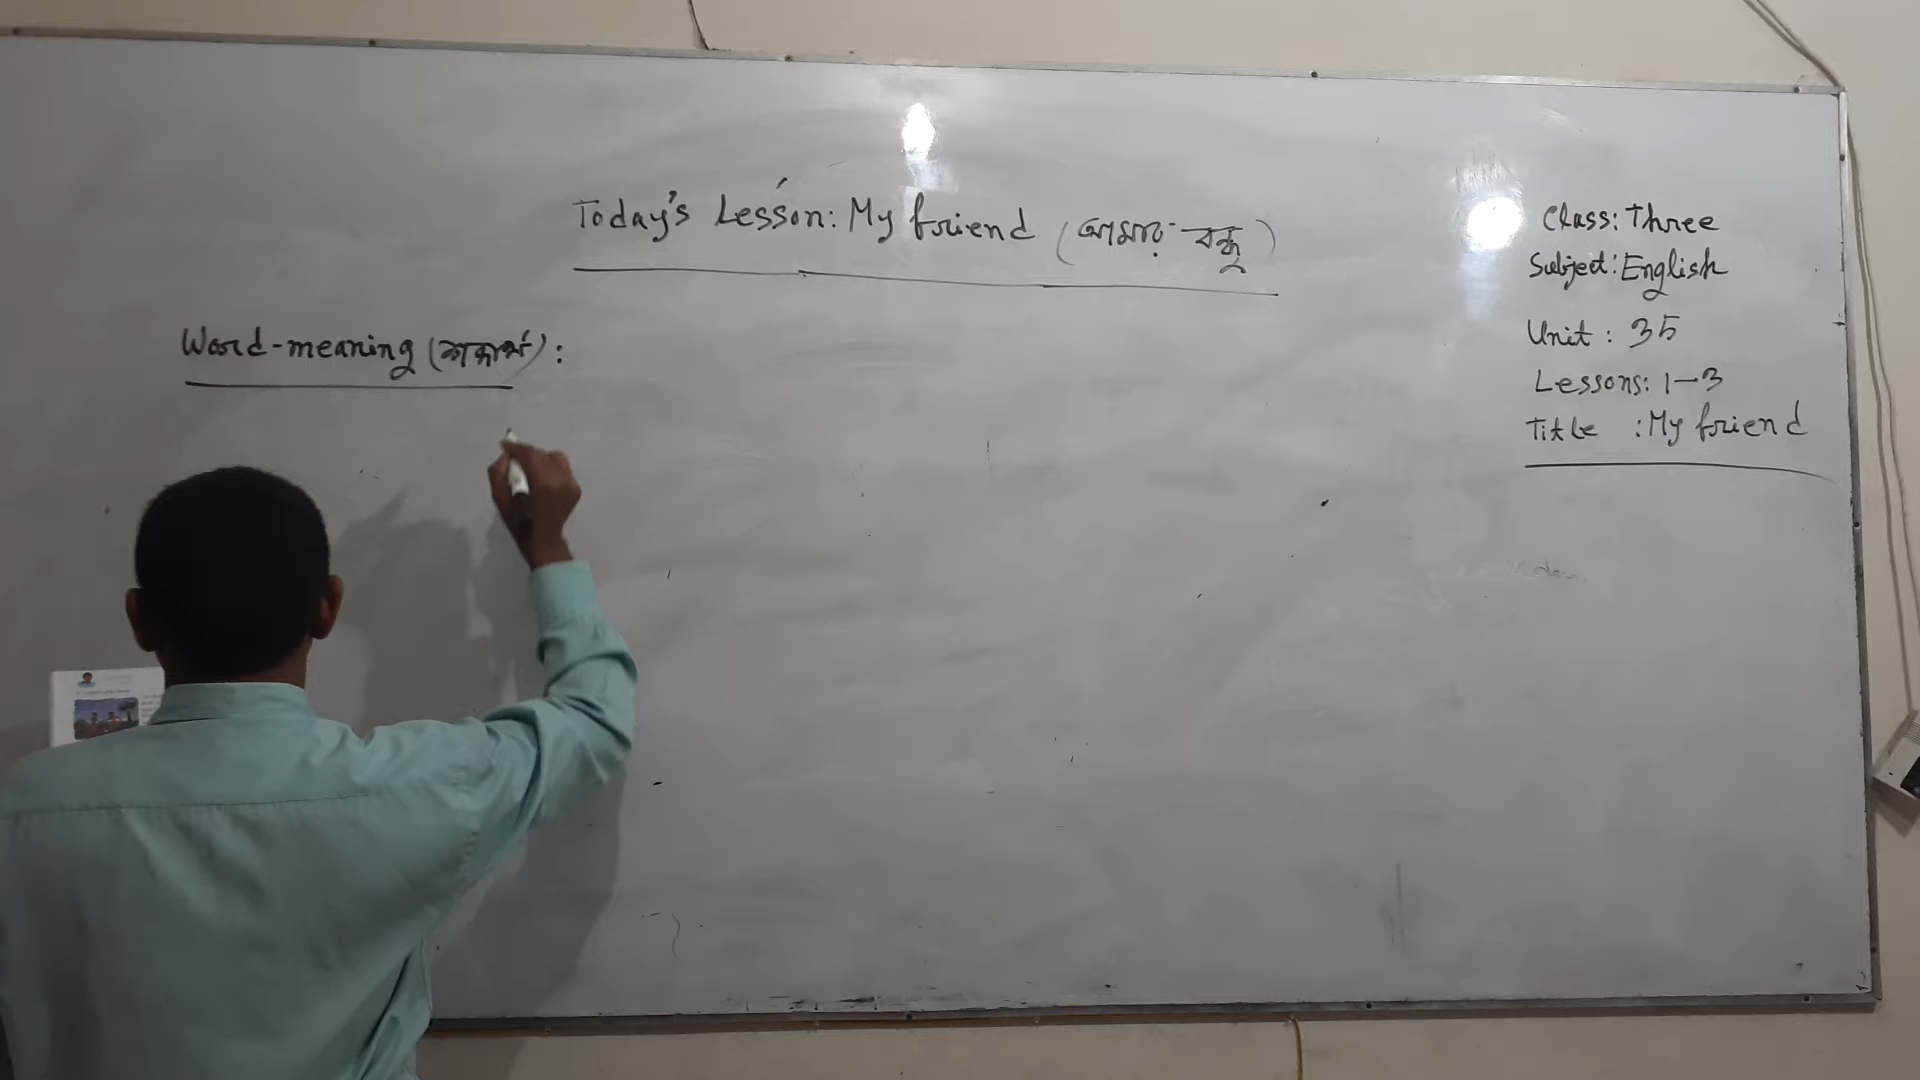 Today's Lesson: My friend (আমার বন্ধু)
Word-meaning (শব্দার্থ):
Class: Three
Subject: English
Unit : 35
Lessons: 1-3
Title : My friend